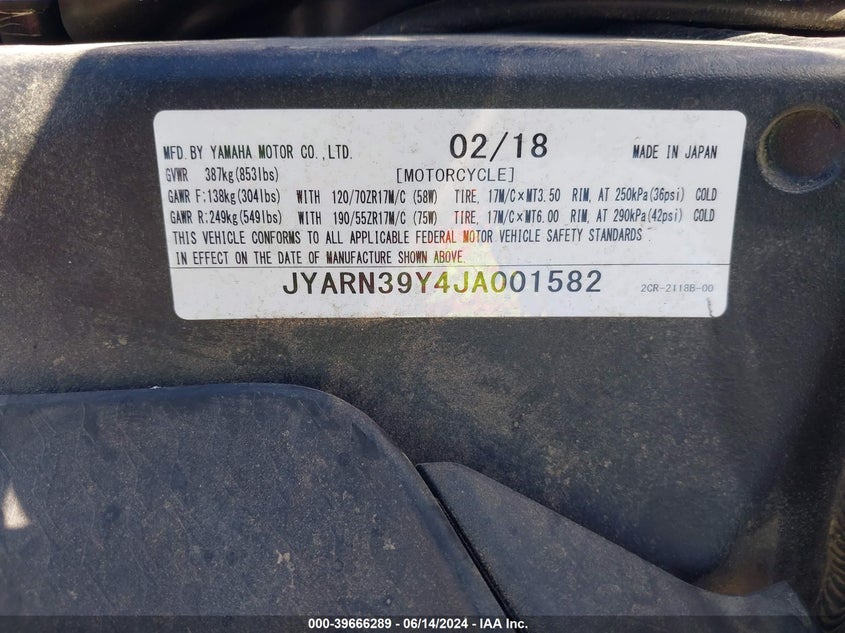 MFD. BY YAMAHA MOTOR CO.,LTD. 02/18 MADE IN JAPAN
GVWR 387kg(853lbs) [MOTORCYCLE]
GAWR F:138kg(304lbs) WITH 120/70ZR17M/C (58W) TIRE, 17M/C×MT3.50 RIM, AT 250kPa(36psi) COLD
GAWR R:249kg(549lbs) WITH 190/55ZR17M/C (75W) TIRE, 17M/C×MT6.00 RIM, AT 290kPa(42psi) COLD
THIS VEHICLE CONFORMS TO ALL APPLICABLE FEDERAL MOTOR VEHICLE SAFETY STANDARDS
IN EFFECT ON THE DATE OF MANUFACTURE SHOWN ABOVE.
JYARN39Y4JA001582 2CR-2118B-00
000-39666289 - 06/14/2024 - IAA Inc.